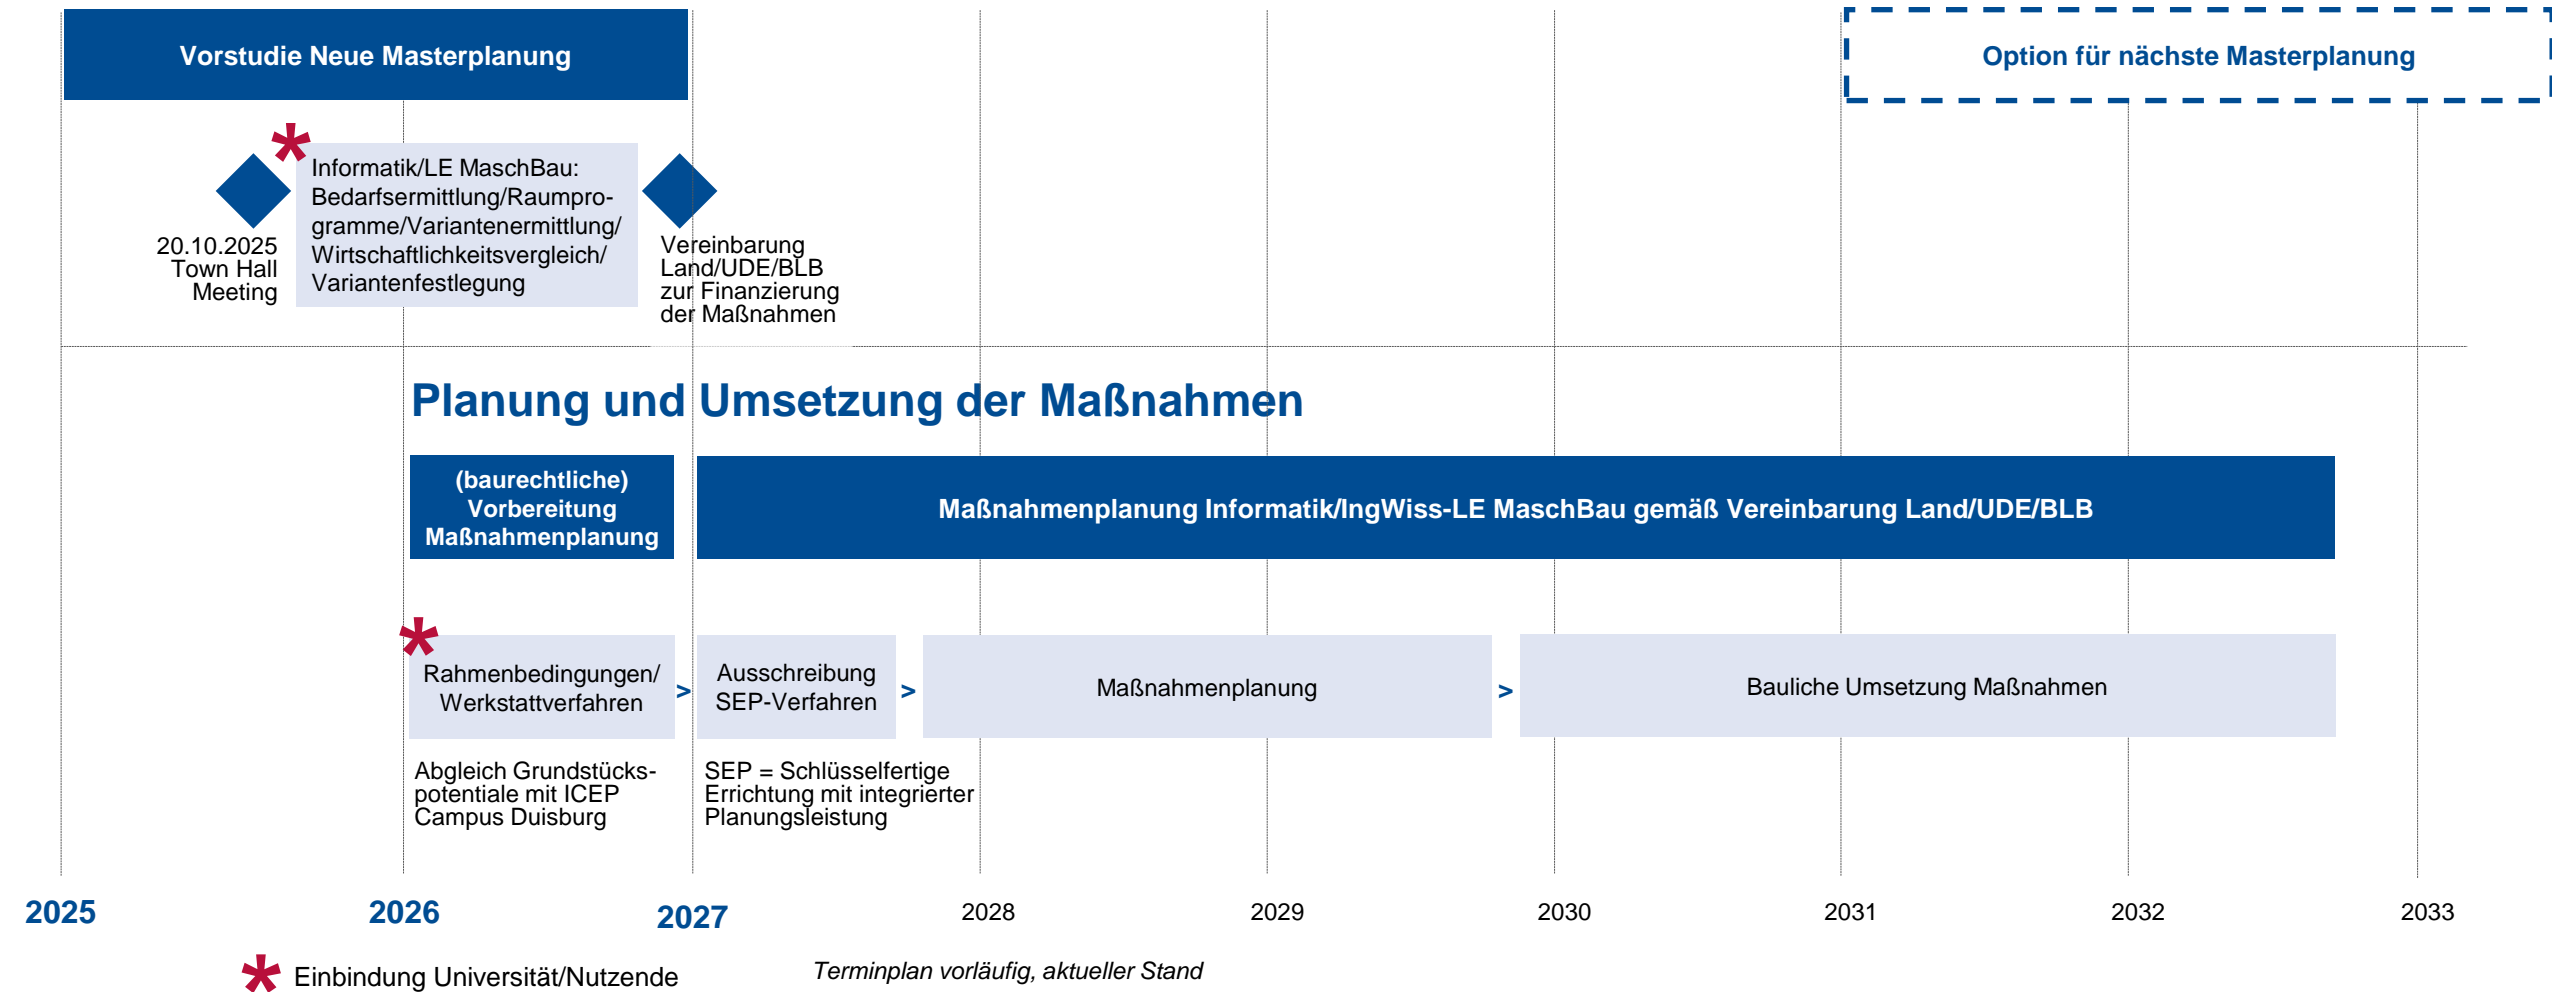 Vorstudie Neue Masterplanung
Option für nächste Masterplanung
*
Informatik/LE MaschBau:
Bedarfsermittlung/Raumpro-
gramme/Variantenermittlung/
Wirtschaftlichkeitsvergleich/
Variantenfestlegung
20.10.2025
Town Hall
Meeting
Vereinbarung
Land/UDE/BLB
zur Finanzierung
der Maßnahmen
Planung und Umsetzung der Maßnahmen
(baurechtliche)
Vorbereitung
Maßnahmenplanung
Maßnahmenplanung Informatik/IngWiss-LE MaschBau gemäß Vereinbarung Land/UDE/BLB
*
Rahmenbedingungen/
Werkstattverfahren
>
Ausschreibung
SEP-Verfahren
>
Maßnahmenplanung
>
Bauliche Umsetzung Maßnahmen
Abgleich Grundstücks-
potentiale mit ICEP
Campus Duisburg
SEP = Schlüsselfertige
Errichtung mit integrierter
Planungsleistung
2025
2026
2027
2028
2029
2030
2031
2032
2033
* Einbindung Universität/Nutzende
Terminplan vorläufig, aktueller Stand